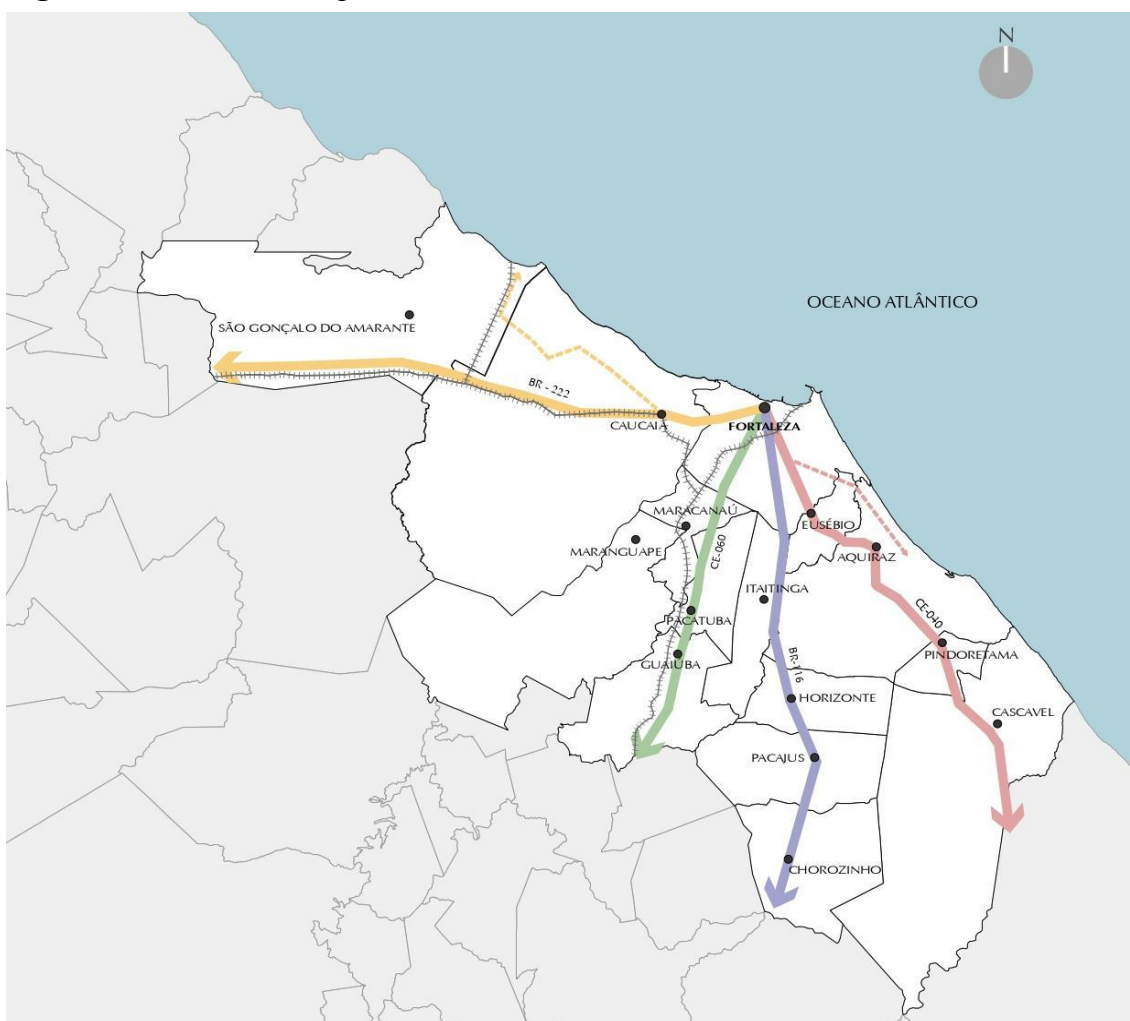 N
OCEANO ATLÂNTICO
SÃO GONÇALO DO AMARANTE
BR - 222
CAUCAIA
FORTALEZA
MARACANAÚ
EUSÉBIO
MARANGUAPE
CE-060
AQUIRAZ
ITAITINGA
PACATUBA
CE-040
GUAIÚBA
BR-116
PINDORETAMA
HORIZONTE
CASCAVEL
PACAJUS
CHOROZINHO